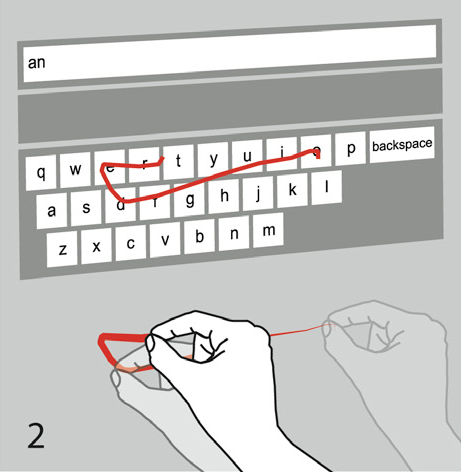 an
q w e r t y u i o p backspace
a s d f g h j k l
z x c v b n m
2